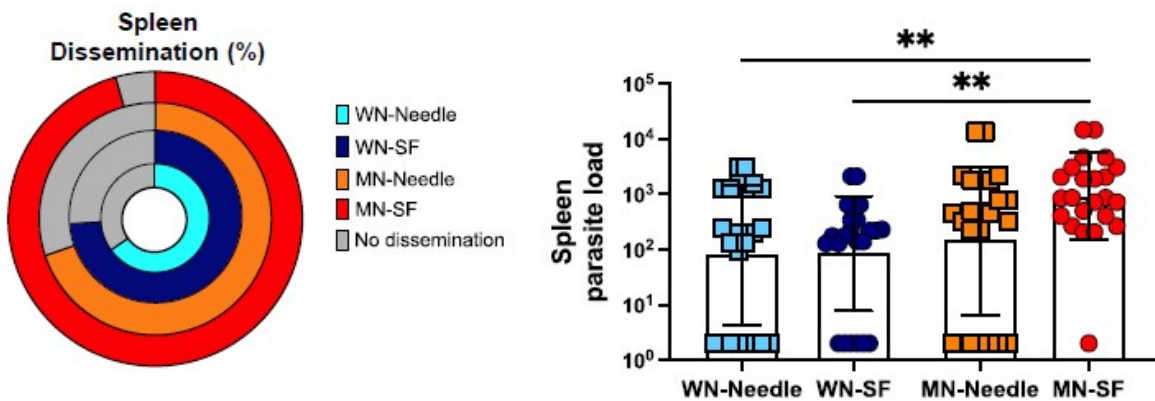 Spleen
Dissemination (%)
WN-Needle
WN-SF
MN-Needle
MN-SF
No dissemination
**
**
Spleen
parasite load
10⁵
10⁴
10³
10²
10¹
10⁰
WN-Needle WN-SF MN-Needle MN-SF